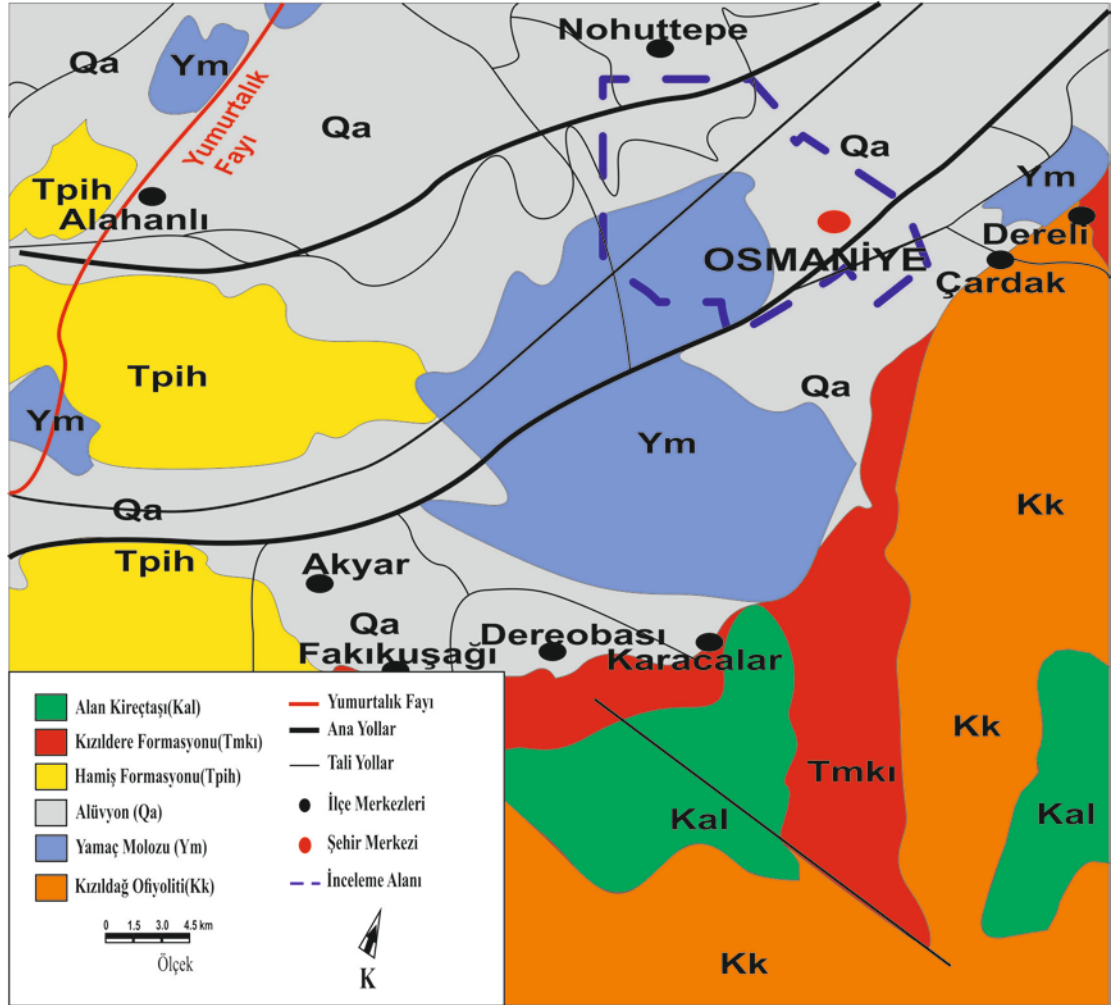 Nohuttepe
Qa
Ym
Qa
Yumurtalık
Fayı
Qa
Ym
Tpih
Alahanlı
Dereli
OSMANİYE
Çardak
Tpih
Qa
Ym
Ym
Kk
Qa
Tpih
Akyar
Qa
Dereobası
Fakıkuşağı
Karacalar
Kk
Tmkı
Kal
Kal
Kk
Alan Kireçtaşı(Kal)
Kızıldere Formasyonu(Tmkı)
Hamiş Formasyonu(Tpih)
Alüvyon (Qa)
Yamaç Molozu (Ym)
Kızıldağ Ofiyoliti(Kk)
0 1.5 3.0 4.5 km
Ölçek
Yumurtalık Fayı
Ana Yollar
Tali Yollar
İlçe Merkezleri
Şehir Merkezi
İnceleme Alanı
K